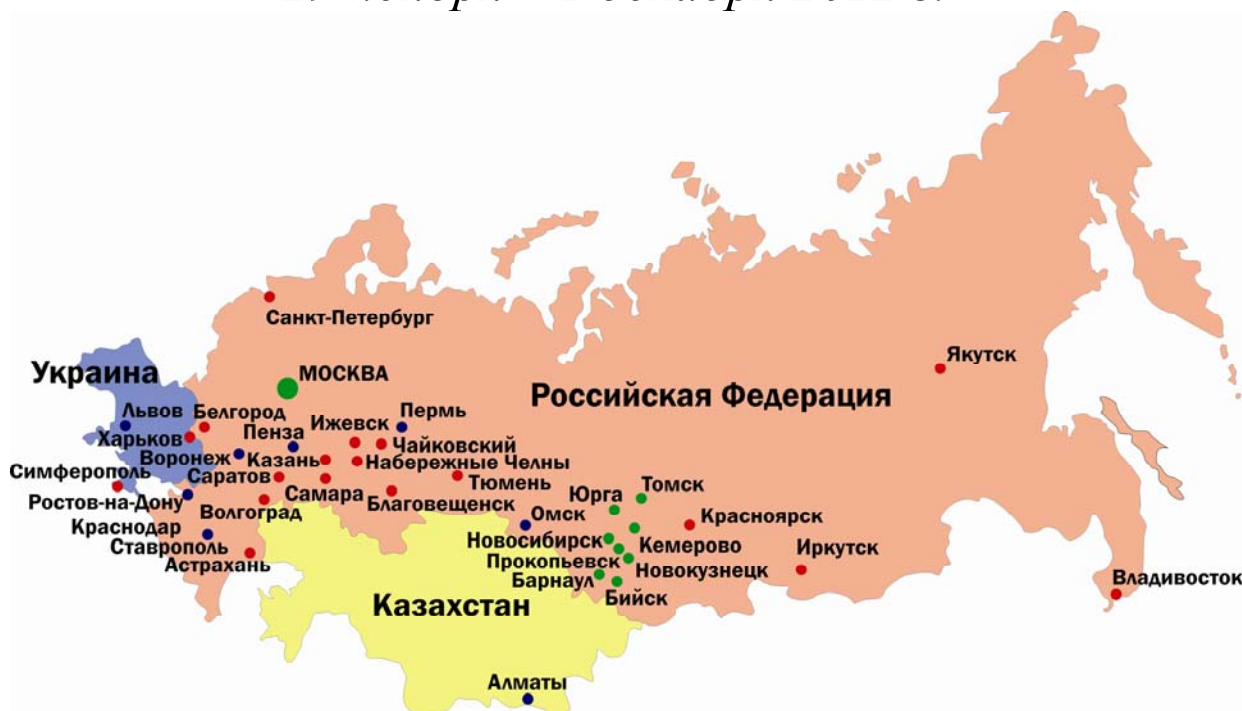 Санкт-Петербург
Якутск
Украина
МОСКВА
Российская Федерация
Львов
Белгород
Ижевск
Пермь
Харьков
Пенза
Чайковский
Воронеж
Казань
Набережные Челны
Симферополь
Саратов
Тюмень
Томск
Ростов-на-Дону
Самара
Благовещенск
Юрга
Волгоград
Омск
Красноярск
Краснодар
Новосибирск
Кемерово
Иркутск
Ставрополь
Прокопьевск
Новокузнецк
Астрахань
Барнаул
Владивосток
Казахстан
Бийск
Алматы